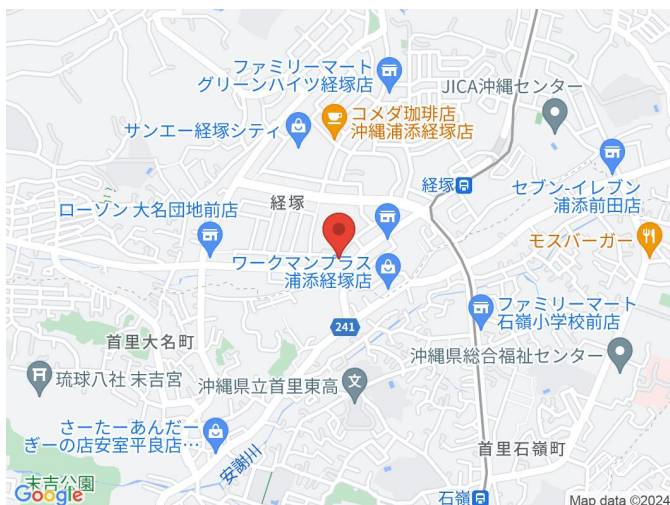 ファミリーマート
グリーンハイツ経塚店
JICA沖縄センター
コメダ珈琲店
沖縄浦添経塚店
サンエー経塚シティ
経塚
セブン-イレブン
浦添前田店
経塚
ローソン 大名団地前店
モスバーガー
ワークマンプラス
浦添経塚店
ファミリーマート
石嶺小学校前店
241
首里大名町
沖縄県総合福祉センター
琉球八社 末吉宮
沖縄県立首里東高
文
さーたーあんだー
ぎーの店安室平良店…
安謝川
首里石嶺町
末吉公園
Google
石嶺
Map data ©2024